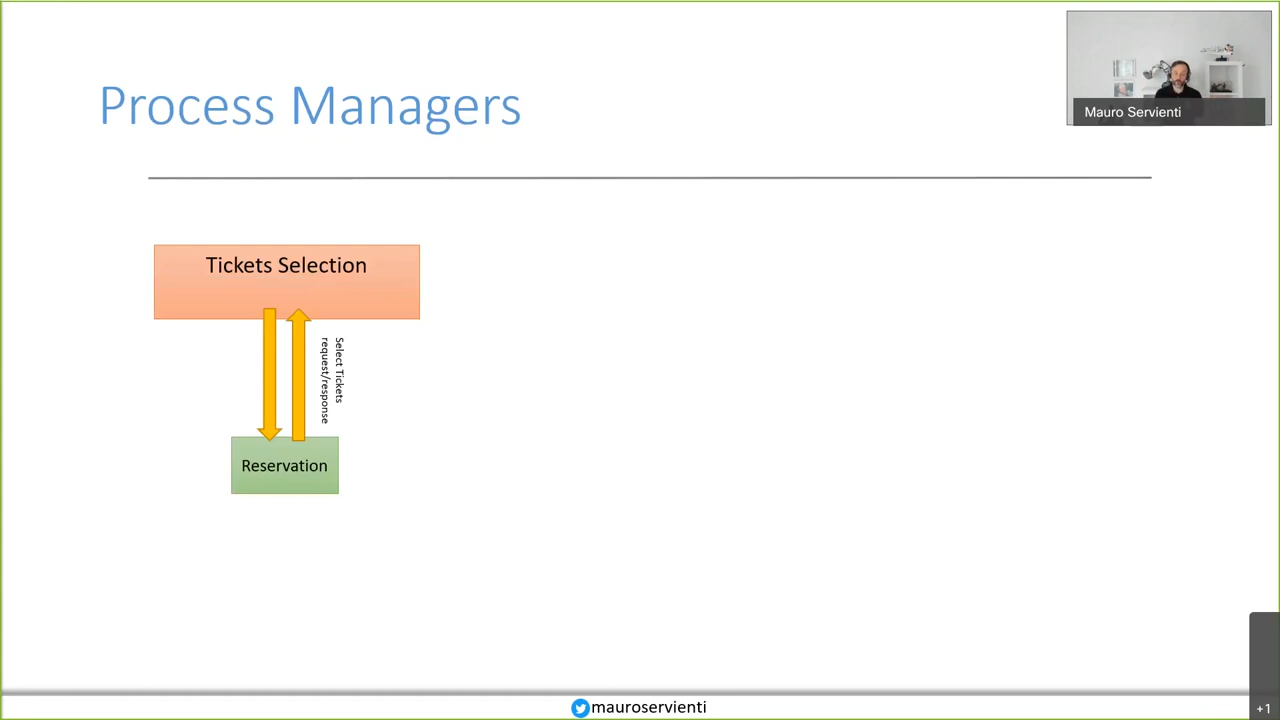 Process Managers
Mauro Servienti
Tickets Selection
Select Tickets
request/response
Reservation
mauroservienti
+1